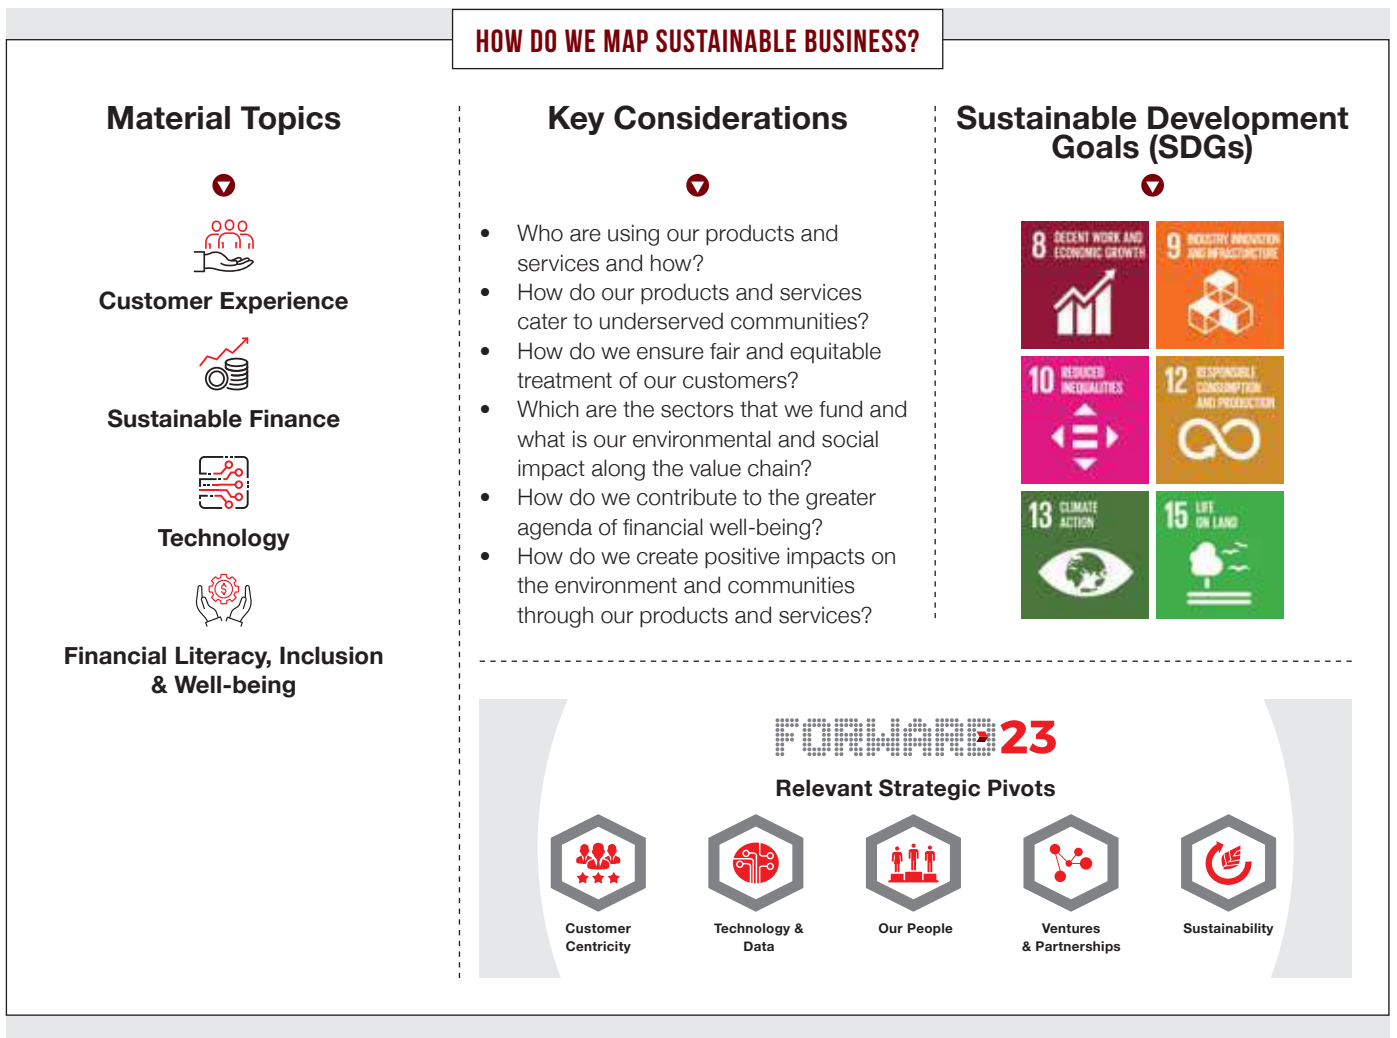 HOW DO WE MAP SUSTAINABLE BUSINESS?
Material Topics
Customer Experience
Sustainable Finance
Technology
Financial Literacy, Inclusion
& Well-being
Key Considerations
• Who are using our products and
services and how?
• How do our products and services
cater to underserved communities?
• How do we ensure fair and equitable
treatment of our customers?
• Which are the sectors that we fund and
what is our environmental and social
impact along the value chain?
• How do we contribute to the greater
agenda of financial well-being?
• How do we create positive impacts on
the environment and communities
through our products and services?
Sustainable Development
Goals (SDGs)
8 DECENT WORK AND
ECONOMIC GROWTH
9 INDUSTRY INNOVATION
AND INFRASTRUCTURE
10 REDUCED
INEQUALITIES
12 RESPONSIBLE
CONSUMPTION
AND PRODUCTION
13 CLIMATE
ACTION
15 LIFE
ON LAND
FORWARD23
Relevant Strategic Pivots
Customer
Centricity
Technology &
Data
Our People
Ventures
& Partnerships
Sustainability